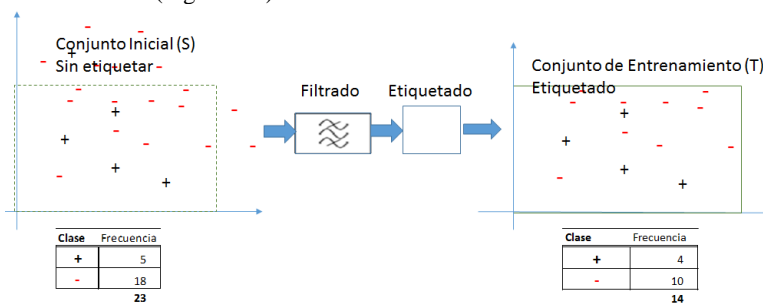 Conjunto Inicial (S)
Sin etiquetar
Filtrado
Etiquetado
Conjunto de Entrenamiento (T)
Etiquetado
Clase Frecuencia
+ 5
- 18
23
Clase Frecuencia
+ 4
- 10
14